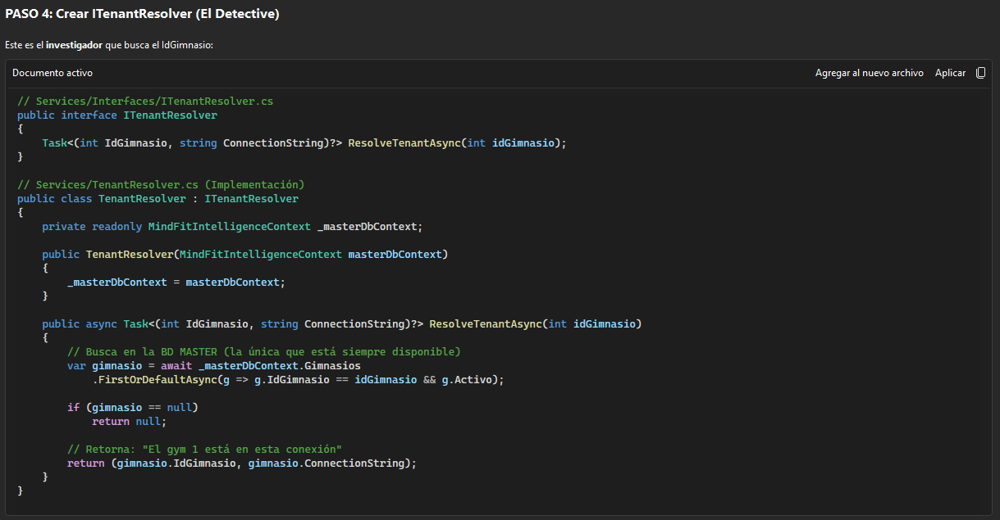 PASO 4: Crear ITenantResolver (El Detective)
Este es el investigador que busca el IdGimnasio:
Documento activo
Agregar al nuevo archivo
Aplicar
// Services/Interfaces/ITenantResolver.cs
public interface ITenantResolver
{
    Task<(int IdGimnasio, string ConnectionString)?> ResolveTenantAsync(int idGimnasio);
}

// Services/TenantResolver.cs (Implementación)
public class TenantResolver : ITenantResolver
{
    private readonly MindFitIntelligenceContext _masterDbContext;

    public TenantResolver(MindFitIntelligenceContext masterDbContext)
    {
        _masterDbContext = masterDbContext;
    }

    public async Task<(int IdGimnasio, string ConnectionString)?> ResolveTenantAsync(int idGimnasio)
    {
        // Busca en la BD MASTER (la única que está siempre disponible)
        var gimnasio = await _masterDbContext.Gimnasios
            .FirstOrDefaultAsync(g => g.IdGimnasio == idGimnasio && g.Activo);

        if (gimnasio == null)
            return null;

        // Retorna: "El gym 1 está en esta conexión"
        return (gimnasio.IdGimnasio, gimnasio.ConnectionString);
    }
}